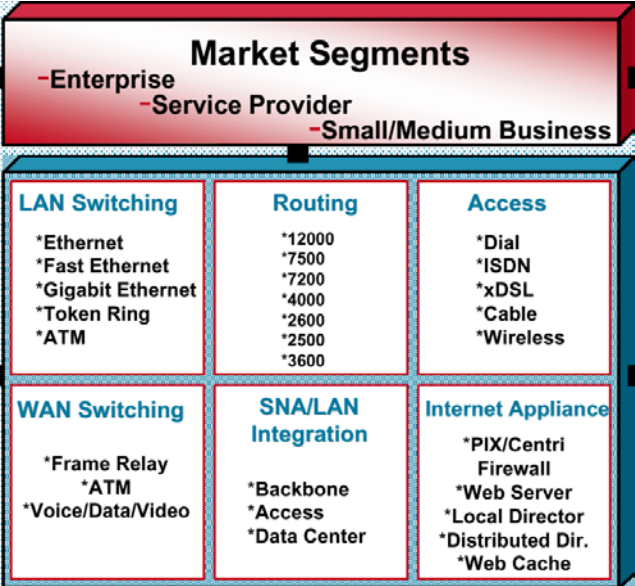 Market Segments
-Enterprise
-Service Provider
-Small/Medium Business
LAN Switching
*Ethernet
*Fast Ethernet
*Gigabit Ethernet
*Token Ring
*ATM
Routing
*12000
*7500
*7200
*4000
*2600
*2500
*3600
Access
*Dial
*ISDN
*xDSL
*Cable
*Wireless
WAN Switching
*Frame Relay
*ATM
*Voice/Data/Video
SNA/LAN
Integration
*Backbone
*Access
*Data Center
Internet Appliance
*PIX/Centri
Firewall
*Web Server
*Local Director
*Distributed Dir.
*Web Cache